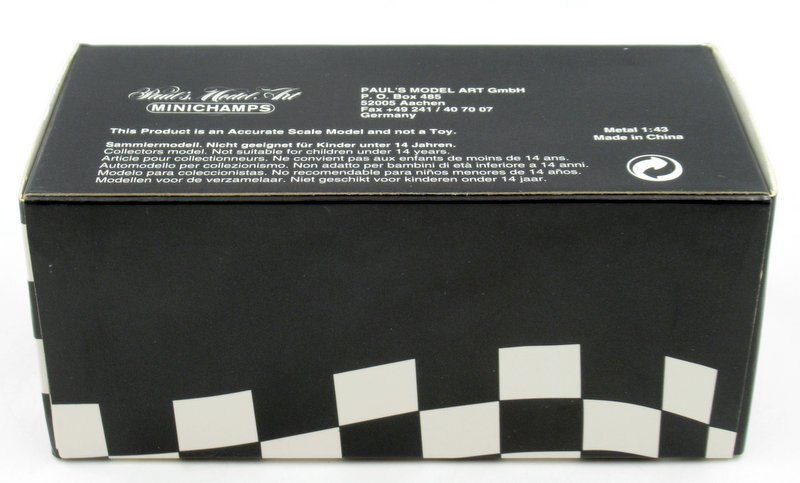 Paul's Model Art
MINICHAMPS
PAUL'S MODEL ART GmbH
P. O. Box 485
52005 Aachen
Fax +49 241 / 40 70 07
Germany
This Product is an Accurate Scale Model and not a Toy.
Metal 1:43
Made in China
Sammlermodell. Nicht geeignet für Kinder unter 14 Jahren.
Collectors model. Not suitable for children under 14 years.
Article pour collectionneurs. Ne convient pas aux enfants de moins de 14 ans.
Automodello per collezionismo. Non adatto per bambini di età inferiore a 14 anni.
Modelo para coleccionistas. No recomendable para niños menores de 14 años.
Modellen voor de verzamelaar. Niet geschikt voor kinderen onder 14 jaar.